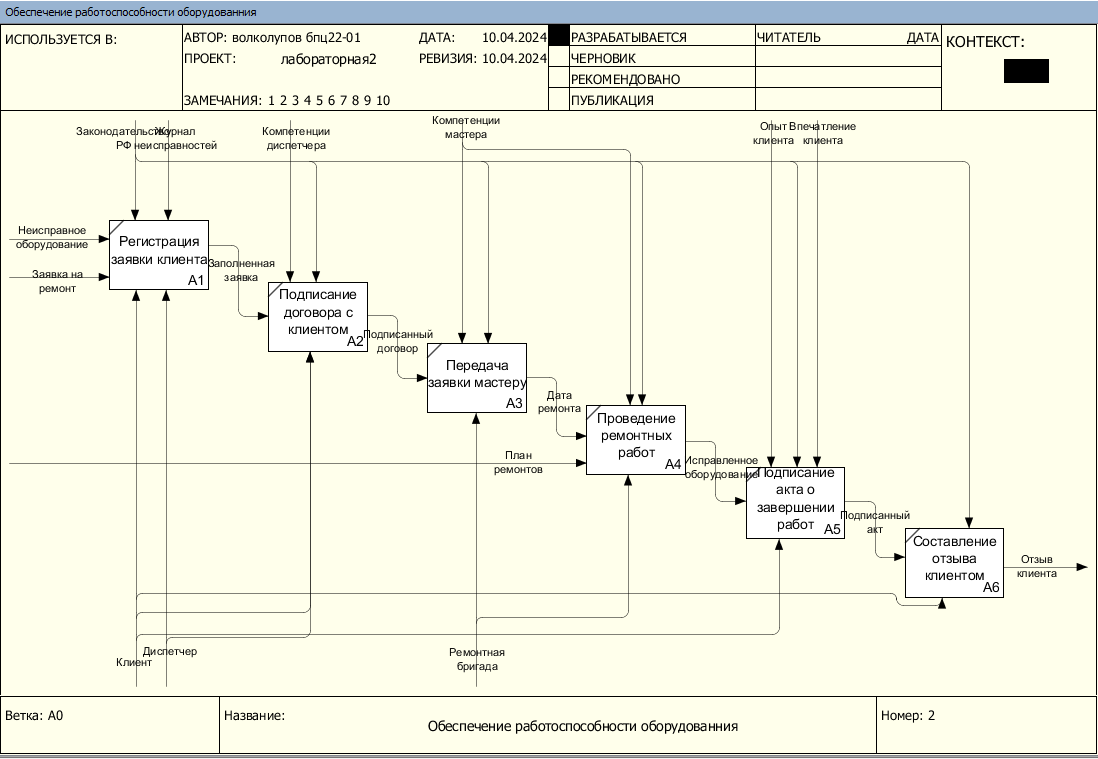 Обеспечение работоспособности оборудованния
ИСПОЛЬЗУЕТСЯ В:
АВТОР: волколупов бпц22-01
ДАТА: 10.04.2024
ПРОЕКТ: лабораторная2
РЕВИЗИЯ: 10.04.2024
ЗАМЕЧАНИЯ: 1 2 3 4 5 6 7 8 9 10
РАЗРАБАТЫВАЕТСЯ
ЧЕРНОВИК
РЕКОМЕНДОВАНО
ПУБЛИКАЦИЯ
ЧИТАТЕЛЬ ДАТА
КОНТЕКСТ:
Законодательство
РФ
Журнал
неисправностей
Компетенции
диспетчера
Компетенции
мастера
Опыт
клиента
Впечатление
клиента
Неисправное
оборудование
Заявка на
ремонт
Регистрация
заявки клиента
A1
Заполненная
заявка
Подписание
договора с
клиентом
A2
Подписанный
договор
Передача
заявки мастеру
A3
Дата
ремонта
План
ремонтов
Проведение
ремонтных
работ
A4
Исправленное
оборудование
Подписание
акта о
завершении
работ
A5
Подписанный
акт
Составление
отзыва
клиентом
A6
Отзыв
клиента
Клиент
Диспетчер
Ремонтная
бригада
Ветка: A0
Название:
Обеспечение работоспособности оборудованния
Номер: 2